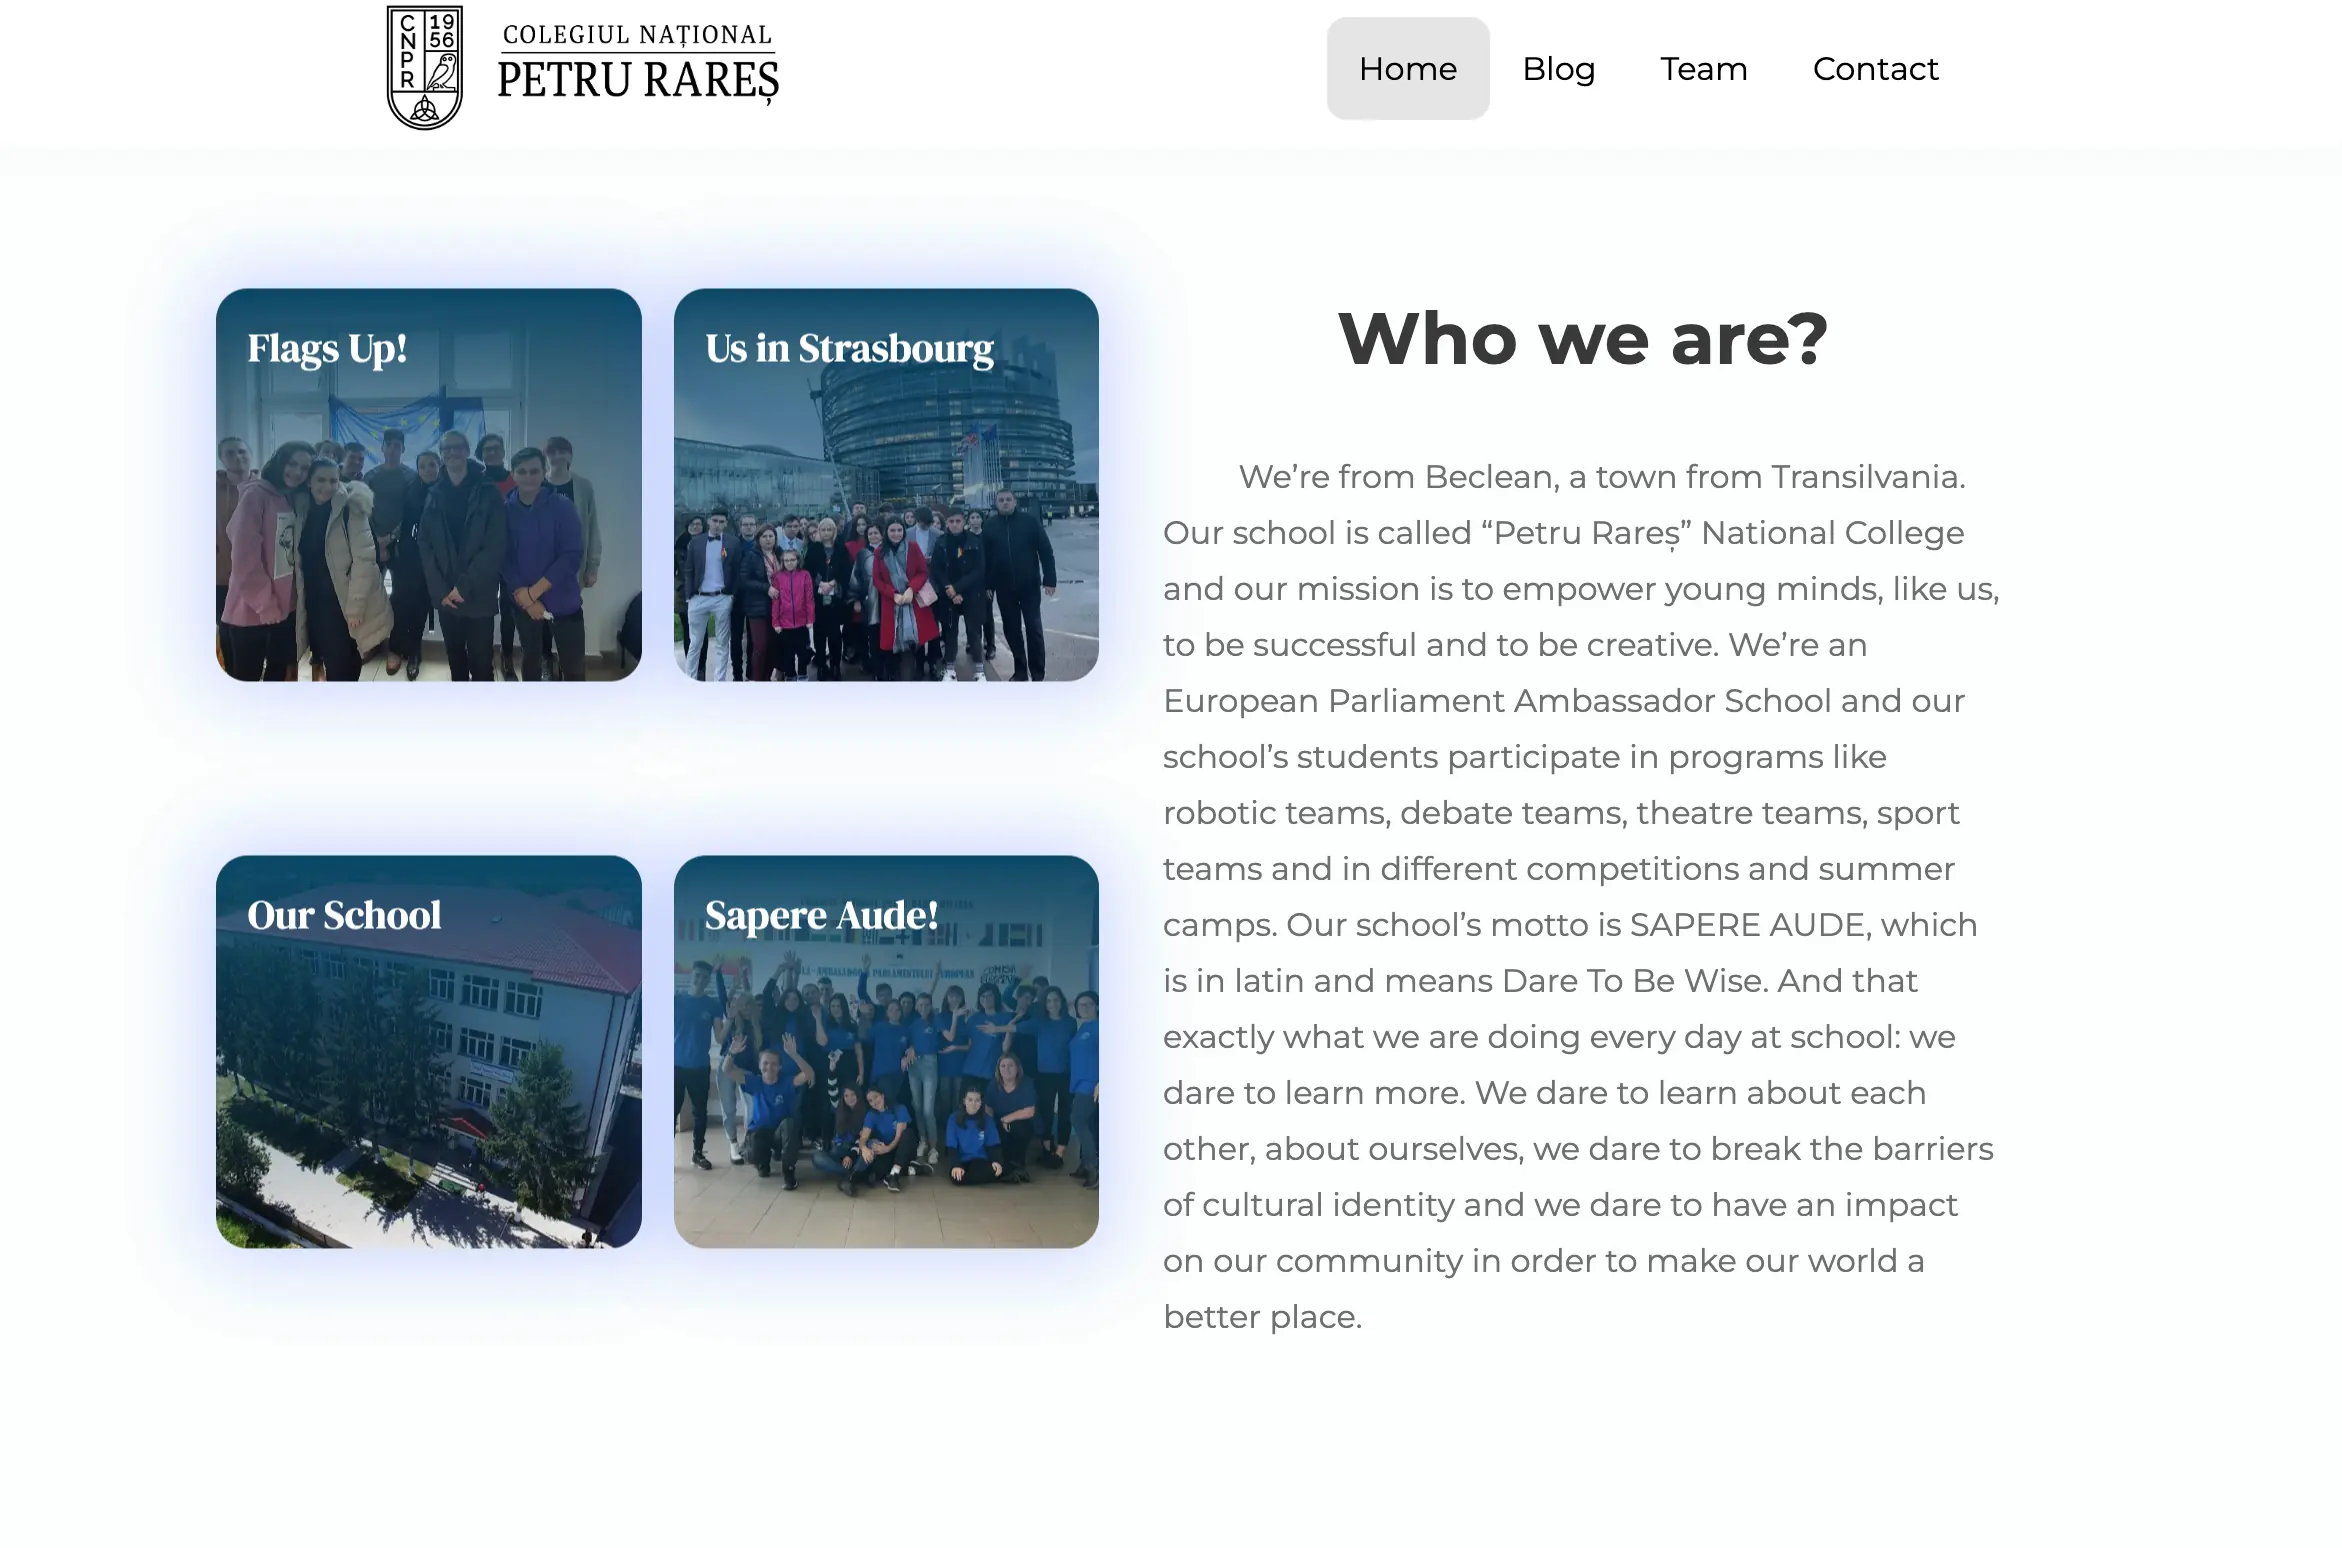 CNPR
19
56
COLEGIUL NAȚIONAL
PETRU RAREȘ
Home
Blog
Team
Contact
Flags Up!
Us in Strasbourg
Our School
Sapere Aude!
PARLAMENTULUI EUROPEAN
Who we are?
We’re from Beclean, a town from Transilvania.
Our school is called “Petru Rareș” National College
and our mission is to empower young minds, like us,
to be successful and to be creative. We’re an
European Parliament Ambassador School and our
school’s students participate in programs like
robotic teams, debate teams, theatre teams, sport
teams and in different competitions and summer
camps. Our school’s motto is SAPERE AUDE, which
is in latin and means Dare To Be Wise. And that
exactly what we are doing every day at school: we
dare to learn more. We dare to learn about each
other, about ourselves, we dare to break the barriers
of cultural identity and we dare to have an impact
on our community in order to make our world a
better place.